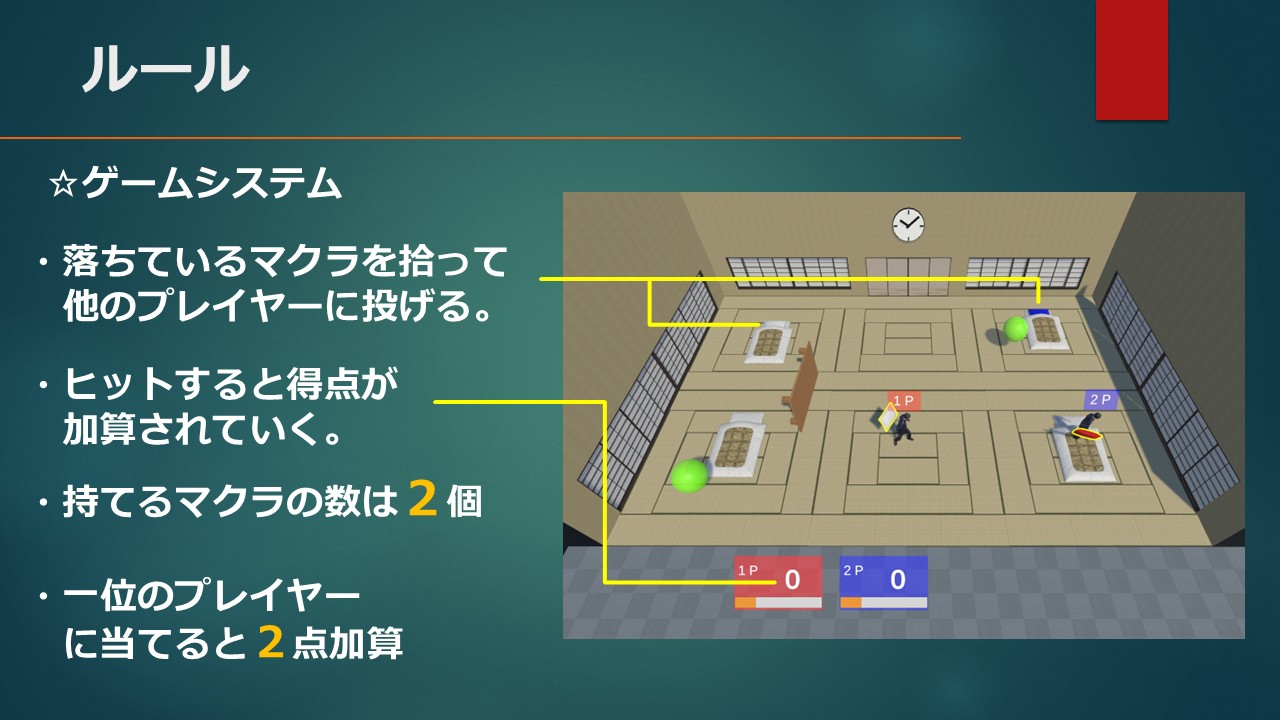 ルール
☆ゲームシステム
・落ちているマクラを拾って
他のプレイヤーに投げる。
・ヒットすると得点が
加算されていく。
・持てるマクラの数は2個
・一位のプレイヤー
に当てると2点加算
1P
2P
1P 0
2P 0